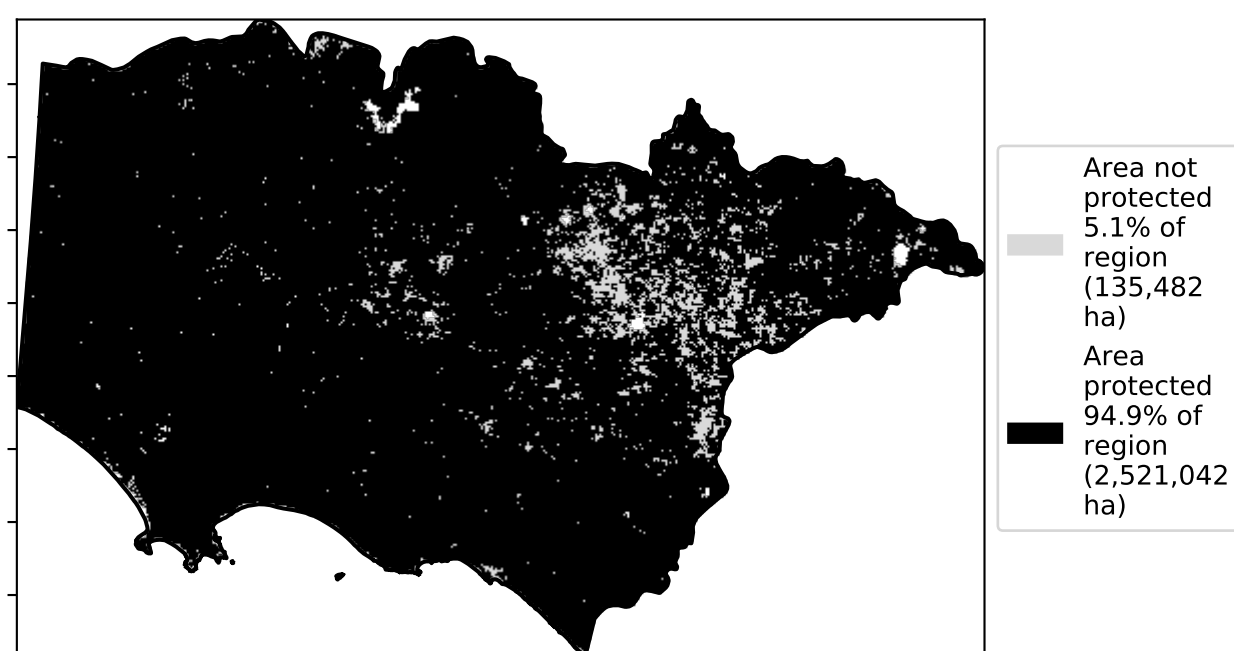 Area not
protected
5.1% of
region
(135,482
ha)
Area
protected
94.9% of
region
(2,521,042
ha)